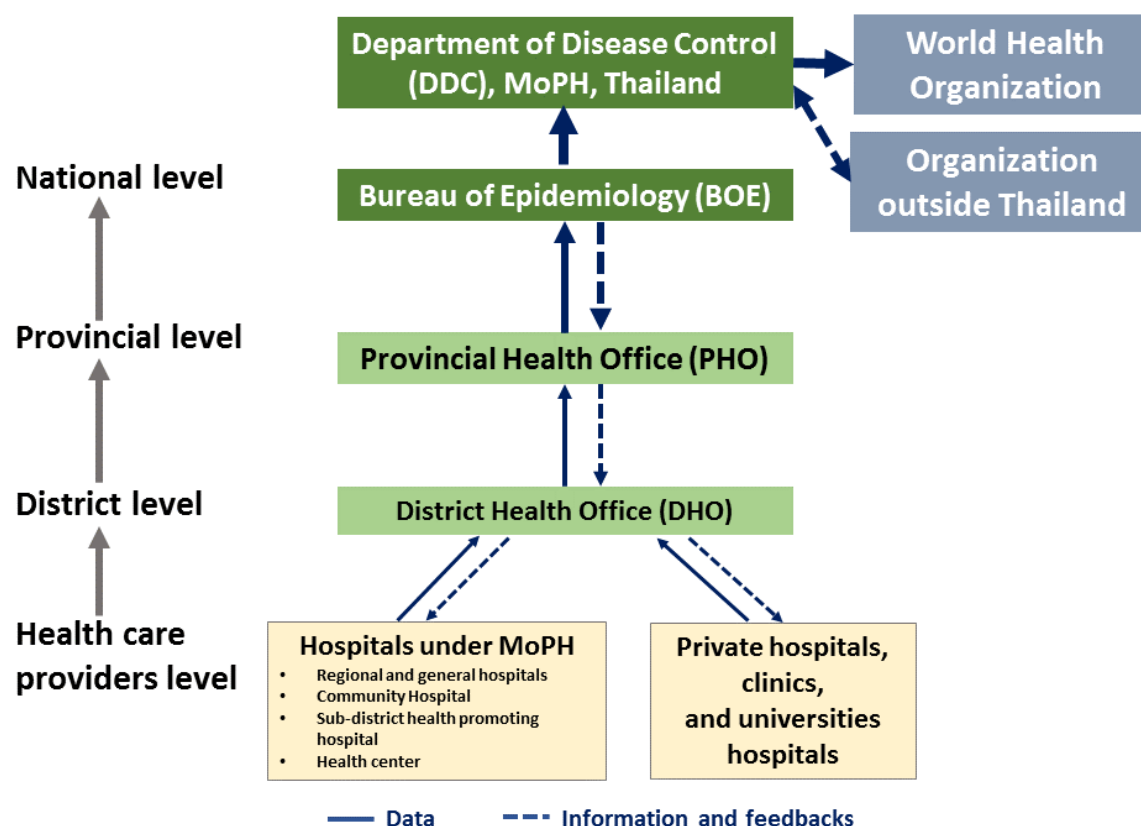 Department of Disease Control
(DDC), MoPH, Thailand
World Health
Organization
National level
Bureau of Epidemiology (BOE)
Organization
outside Thailand
Provincial level
Provincial Health Office (PHO)
District level
District Health Office (DHO)
Health care
providers level
Hospitals under MoPH
• Regional and general hospitals
• Community Hospital
• Sub-district health promoting
hospital
• Health center
Private hospitals,
clinics,
and universities
hospitals
Data
Information and feedbacks